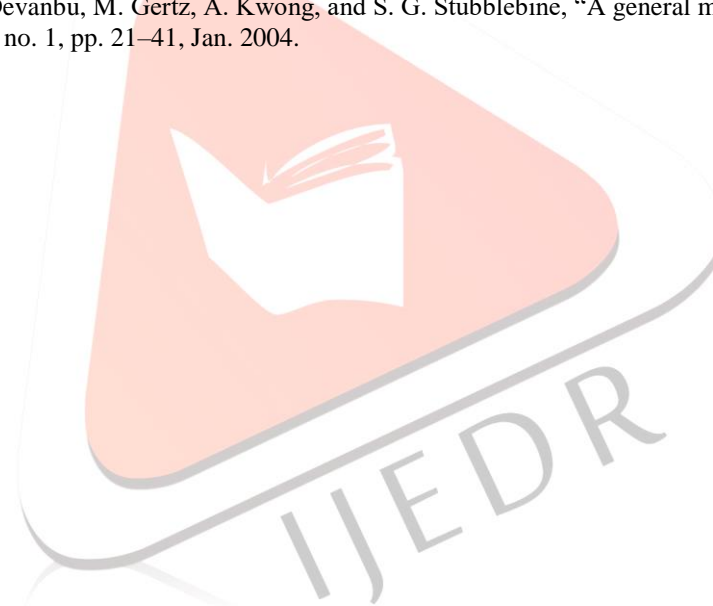 Devanbu, M. Gertz, A. Kwong, and S. G. Stubblebine, “A general m
no. 1, pp. 21–41, Jan. 2004.
IJEDR